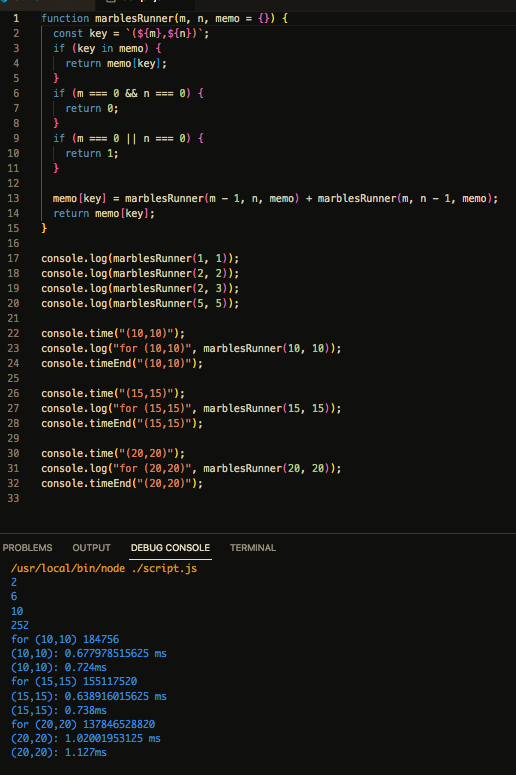 1 function marblesRunner(m, n, memo = {}) {
2 const key = `(${m},${n})`;
3 if (key in memo) {
4 return memo[key];
5 }
6 if (m === 0 && n === 0) {
7 return 0;
8 }
9 if (m === 0 || n === 0) {
10 return 1;
11 }
12
13 memo[key] = marblesRunner(m - 1, n, memo) + marblesRunner(m, n - 1, memo);
14 return memo[key];
15 }
16
17 console.log(marblesRunner(1, 1));
18 console.log(marblesRunner(2, 2));
19 console.log(marblesRunner(2, 3));
20 console.log(marblesRunner(5, 5));
21
22 console.time("(10,10)");
23 console.log("for (10,10)", marblesRunner(10, 10));
24 console.timeEnd("(10,10)");
25
26 console.time("(15,15)");
27 console.log("for (15,15)", marblesRunner(15, 15));
28 console.timeEnd("(15,15)");
29
30 console.time("(20,20)");
31 console.log("for (20,20)", marblesRunner(20, 20));
32 console.timeEnd("(20,20)");
33
PROBLEMS OUTPUT DEBUG CONSOLE TERMINAL
/usr/local/bin/node ./script.js
2
6
10
252
for (10,10) 184756
(10,10): 0.677978515625 ms
(10,10): 0.724ms
for (15,15) 155117520
(15,15): 0.638916015625 ms
(15,15): 0.738ms
for (20,20) 137846528820
(20,20): 1.02001953125 ms
(20,20): 1.127ms